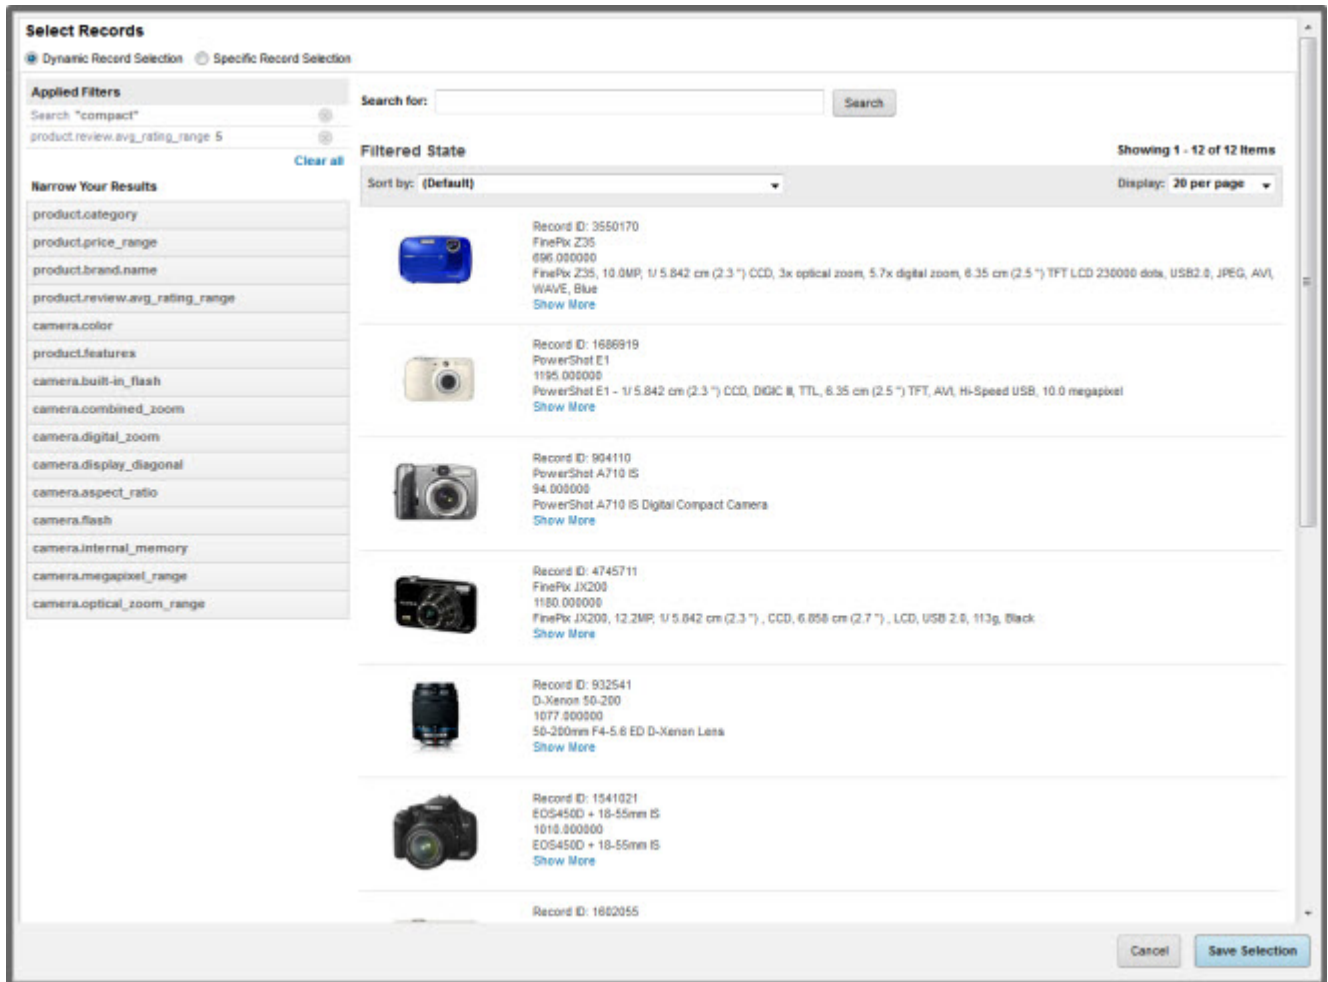 Select Records
Dynamic Record Selection Specific Record Selection
Applied Filters
Search "compact"
product.review.avg_rating_range 5
Clear all
Narrow Your Results
product.category
product.price_range
product.brand.name
product.review.avg_rating_range
camera.color
product.features
camera.built-in_flash
camera.combined_zoom
camera.digital_zoom
camera.display_diagonal
camera.aspect_ratio
camera.flash
camera.internal_memory
camera.megapixel_range
camera.optical_zoom_range
Search for: Search
Filtered State Showing 1 - 12 of 12 Items
Sort by: (Default) Display: 20 per page
Record ID: 3550170
FinePix Z35
696.000000
FinePix Z35, 10.0MP, 1/ 5.842 cm (2.3 ") CCD, 3x optical zoom, 5.7x digital zoom, 6.35 cm (2.5 ") TFT LCD 230000 dots, USB2.0, JPEG, AVI,
WAVE, Blue
Show More
Record ID: 1686919
PowerShot E1
1195.000000
PowerShot E1 - 1/ 5.842 cm (2.3 ") CCD, DIGIC III, TTL, 6.35 cm (2.5 ") TFT, AVI, Hi-Speed USB, 10.0 megapixel
Show More
Record ID: 904110
PowerShot A710 IS
94.000000
PowerShot A710 IS Digital Compact Camera
Show More
Record ID: 4745711
FinePix JX200
1180.000000
FinePix JX200, 12.2MP, 1/ 5.842 cm (2.3 ") , CCD, 6.858 cm (2.7 ") , LCD, USB 2.0, 113g, Black
Show More
Record ID: 932541
D-Xenon 50-200
1077.000000
50-200mm F4-5.6 ED D-Xenon Lens
Show More
Record ID: 1541021
EOS450D + 18-55mm IS
1010.000000
EOS450D + 18-55mm IS
Show More
Record ID: 1602055
Cancel Save Selection